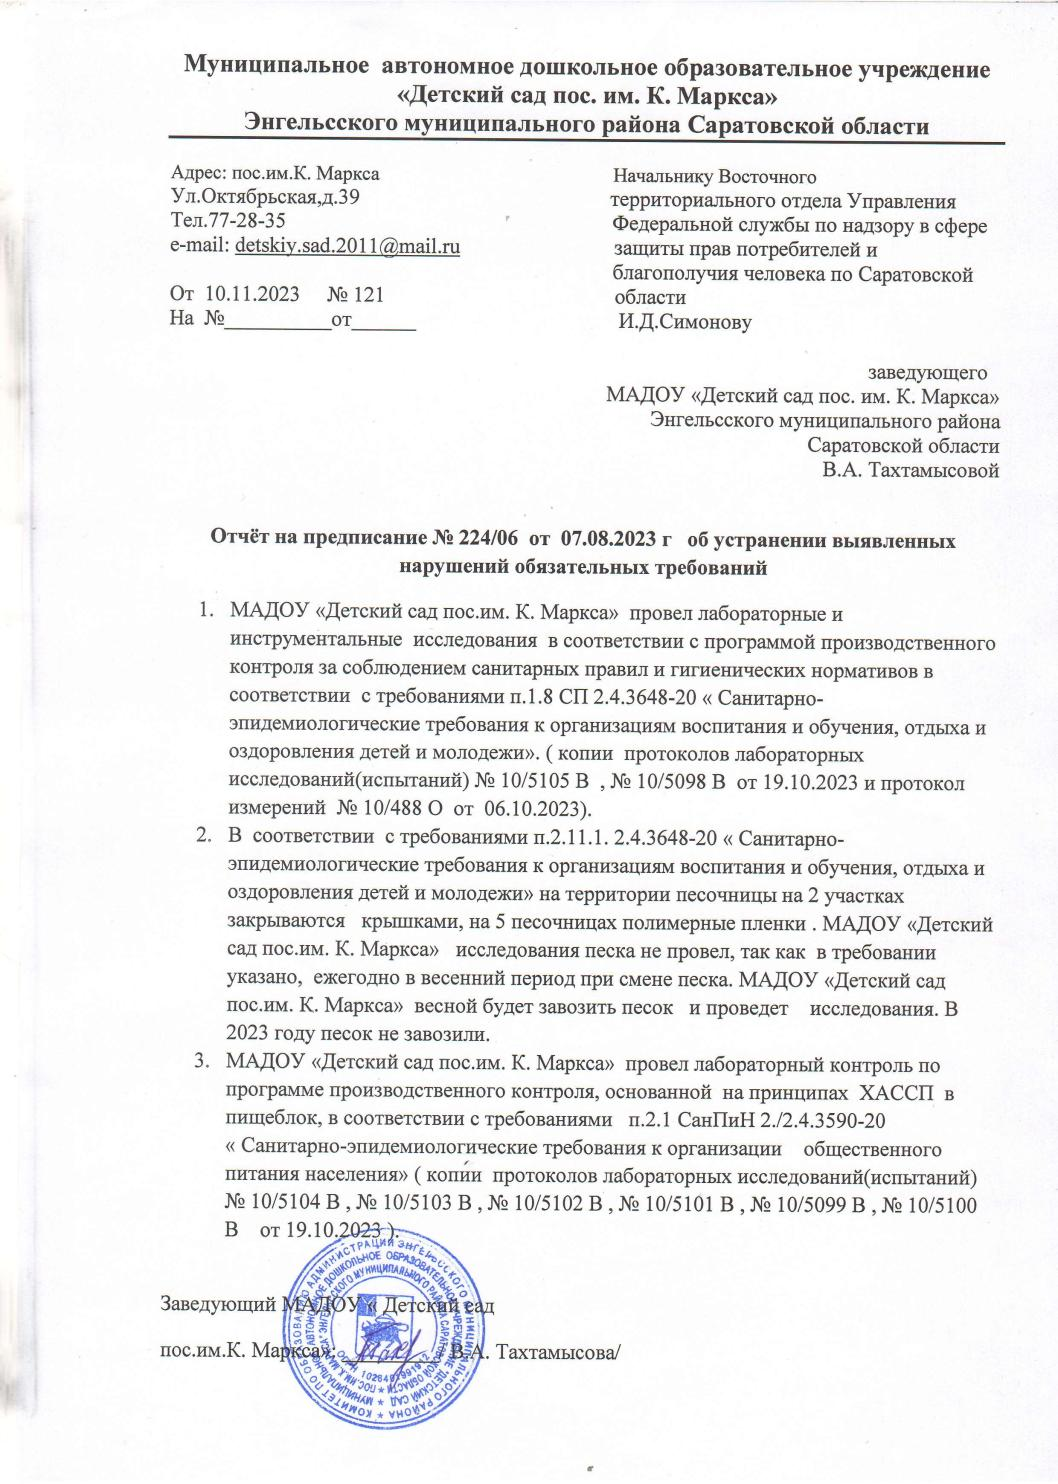 Муниципальное автономное дошкольное образовательное учреждение
«Детский сад пос. им. К. Маркса»
Энгельсского муниципального района Саратовской области
Адрес: пос.им.К. Маркса
Ул.Октябрьская,д.39
Тел.77-28-35
e-mail: detskiy.sad.2011@mail.ru
От 10.11.2023 № 121
На №__________от______
Начальнику Восточного
территориального отдела Управления
Федеральной службы по надзору в сфере
защиты прав потребителей и
благополучия человека по Саратовской
области
И.Д.Симонову
заведующего
МАДОУ «Детский сад пос. им. К. Маркса»
Энгельсского муниципального района
Саратовской области
В.А. Тахтамысовой
Отчёт на предписание № 224/06 от 07.08.2023 г об устранении выявленных
нарушений обязательных требований
1. МАДОУ «Детский сад пос.им. К. Маркса» провел лабораторные и
инструментальные исследования в соответствии с программой производственного
контроля за соблюдением санитарных правил и гигиенических нормативов в
соответствии с требованиями п.1.8 СП 2.4.3648-20 « Санитарно-
эпидемиологические требования к организациям воспитания и обучения, отдыха и
оздоровления детей и молодежи». ( копии протоколов лабораторных
исследований(испытаний) № 10/5105 В , № 10/5098 В от 19.10.2023 и протокол
измерений № 10/488 О от 06.10.2023).
2. В соответствии с требованиями п.2.11.1. 2.4.3648-20 « Санитарно-
эпидемиологические требования к организациям воспитания и обучения, отдыха и
оздоровления детей и молодежи» на территории песочницы на 2 участках
закрываются крышками, на 5 песочницах полимерные пленки . МАДОУ «Детский
сад пос.им. К. Маркса» исследования песка не провел, так как в требовании
указано, ежегодно в весенний период при смене песка. МАДОУ «Детский сад
пос.им. К. Маркса» весной будет завозить песок и проведет исследования. В
2023 году песок не завозили.
3. МАДОУ «Детский сад пос.им. К. Маркса» провел лабораторный контроль по
программе производственного контроля, основанной на принципах ХАССП в
пищеблок, в соответствии с требованиями п.2.1 СанПиН 2./2.4.3590-20
« Санитарно-эпидемиологические требования к организации общественного
питания населения» ( копии протоколов лабораторных исследований(испытаний)
№ 10/5104 В , № 10/5103 В , № 10/5102 В , № 10/5101 В , № 10/5099 В , № 10/5100
В от 19.10.2023 ).
Заведующий МАДОУ « Детский сад
пос.им.К. Маркса»: В.А. Тахтамысова/
КОМИТЕТ ПО ОБРАЗОВАНИЮ АДМИНИСТРАЦИИ ЭНГЕЛЬССКОГО МУНИЦИПАЛЬНОГО РАЙОНА